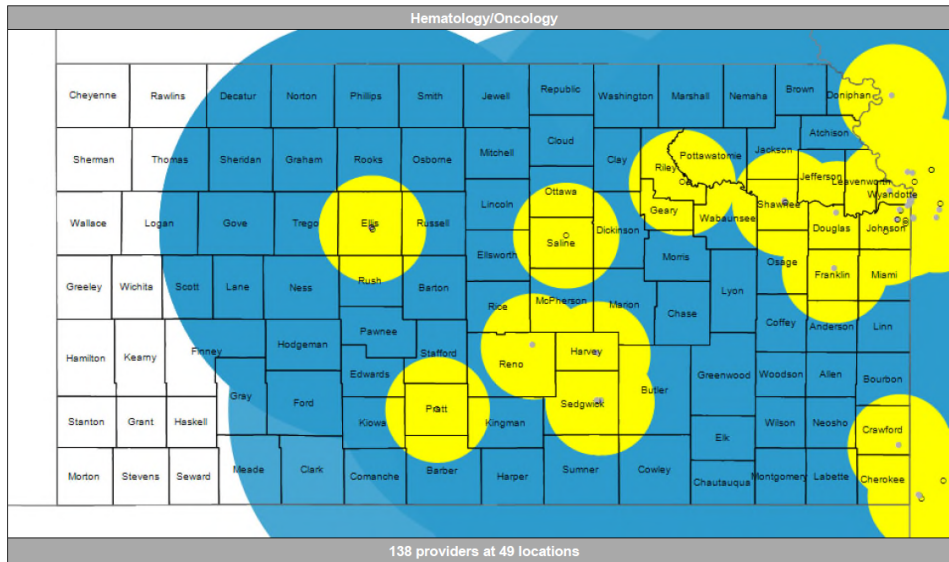 Hematology/Oncology
Cheyenne Rawlins Decatur Norton Phillips Smith Jewell Republic Washington Marshall Nemaha Brown Doniphan
Atchison
Sherman Thomas Sheridan Graham Rooks Osborne Mitchell Cloud Clay Riley Pottawatomie Jackson Jefferson Leavenworth
Wyandotte
Ottawa
Wallace Logan Gove Trego Ellis Russell Lincoln Saline Dickinson Geary Wabaunsee Shawnee Douglas Johnson
Ellsworth Morris Osage Franklin Miami
Greeley Wichita Scott Lane Ness Rush Barton Rice McPherson Marion Chase Lyon
Hamilton Kearny Finney Hodgeman Pawnee Stafford Reno Harvey Coffey Anderson Linn
Gray Ford Edwards Pratt Sedgwick Butler Greenwood Woodson Allen Bourbon
Stanton Grant Haskell Kiowa Kingman Elk Wilson Neosho Crawford
Morton Stevens Seward Meade Clark Comanche Barber Harper Sumner Cowley Chautauqua Montgomery Labette Cherokee
138 providers at 49 locations